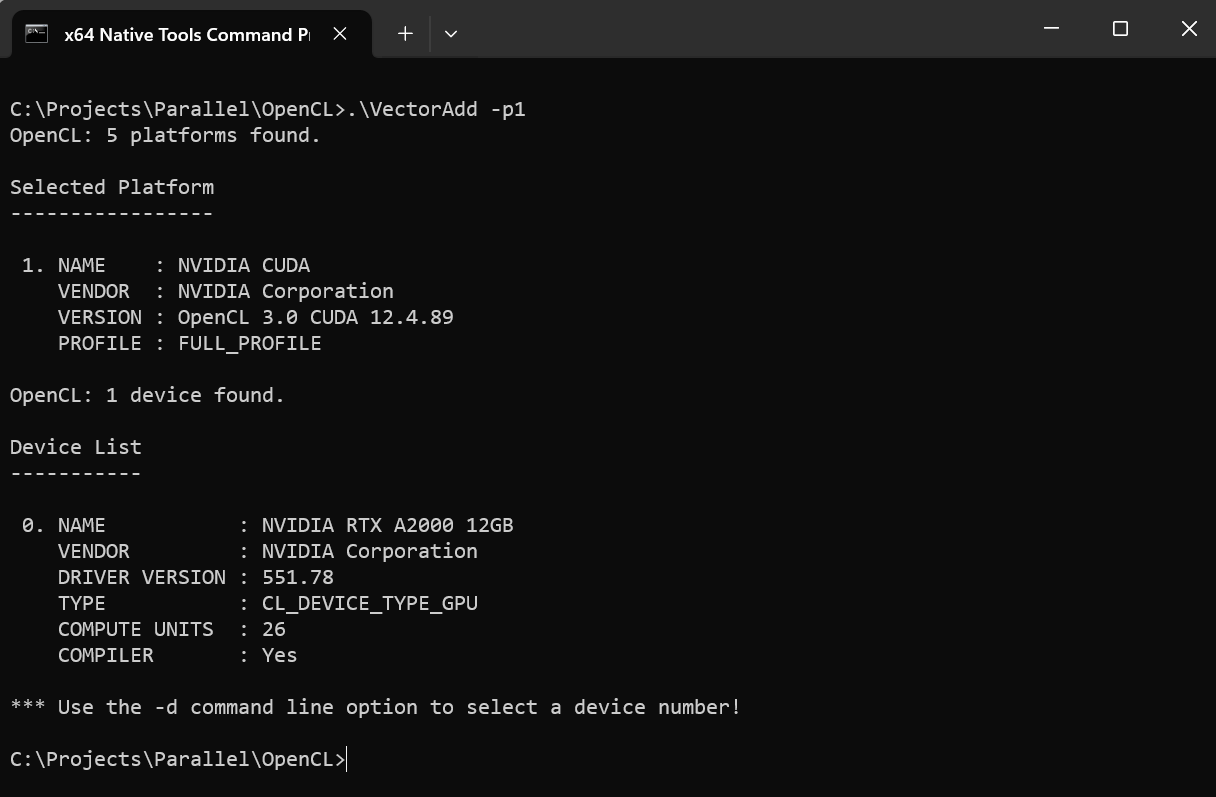 x64 Native Tools Command P
C:\Projects\Parallel\OpenCL>.\VectorAdd -p1
OpenCL: 5 platforms found.
Selected Platform
-----------------
1. NAME    : NVIDIA CUDA
VENDOR  : NVIDIA Corporation
VERSION : OpenCL 3.0 CUDA 12.4.89
PROFILE : FULL_PROFILE
OpenCL: 1 device found.
Device List
-----------
0. NAME           : NVIDIA RTX A2000 12GB
VENDOR         : NVIDIA Corporation
DRIVER VERSION : 551.78
TYPE           : CL_DEVICE_TYPE_GPU
COMPUTE UNITS  : 26
COMPILER       : Yes
*** Use the -d command line option to select a device number!
C:\Projects\Parallel\OpenCL>